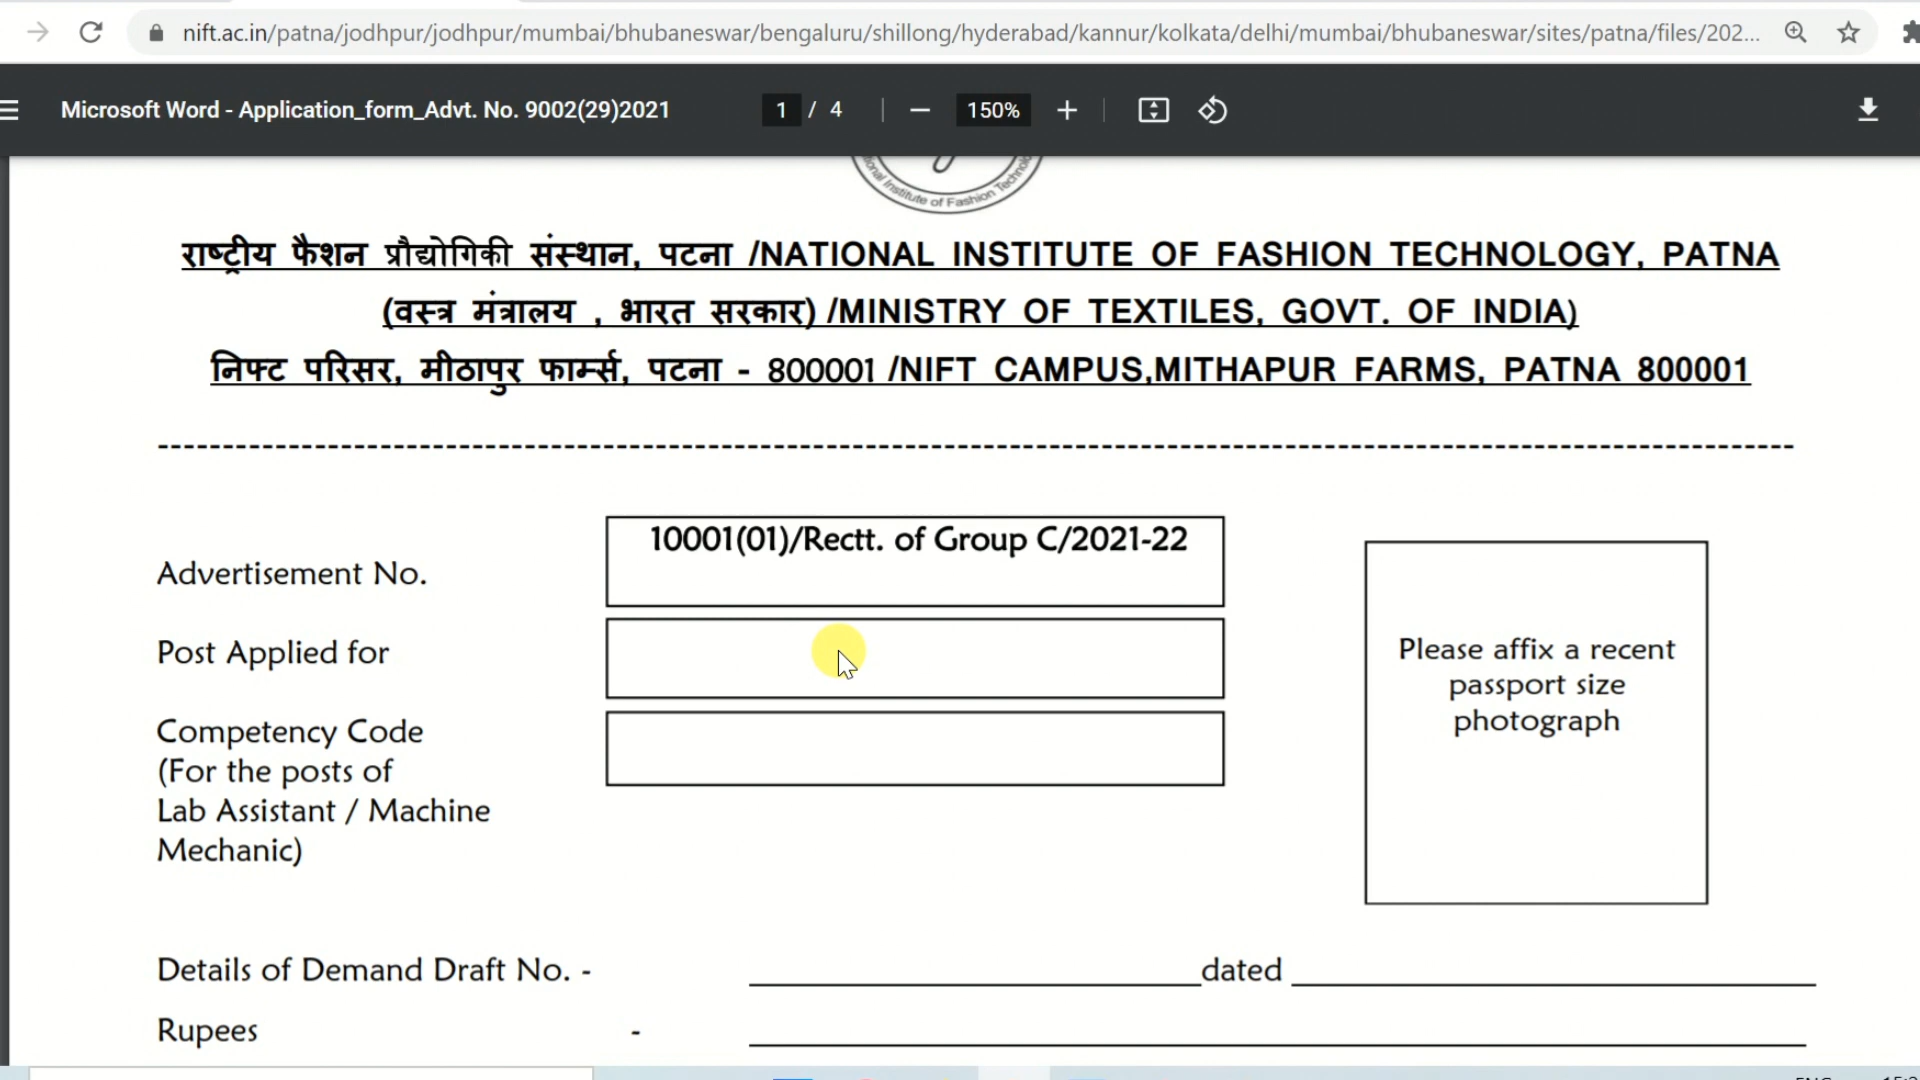 nift.ac.in/patna/jodhpur/jodhpur/mumbai/bhubaneswar/bengaluru/shillong/hyderabad/kannur/kolkata/delhi/mumbai/bhubaneswar/sites/patna/files/202...
Microsoft Word - Application_form_Advt. No. 9002(29)2021 1 / 4 150%
Institute of Fashion
राष्ट्रीय फैशन प्रौद्योगिकी संस्थान, पटना /NATIONAL INSTITUTE OF FASHION TECHNOLOGY, PATNA
(वस्त्र मंत्रालय , भारत सरकार) /MINISTRY OF TEXTILES, GOVT. OF INDIA)
निफ्ट परिसर, मीठापुर फार्म्स, पटना - 800001 /NIFT CAMPUS,MITHAPUR FARMS, PATNA 800001
10001(01)/Rectt. of Group C/2021-22
Advertisement No.
Post Applied for
Please affix a recent
passport size
photograph
Competency Code
(For the posts of
Lab Assistant / Machine
Mechanic)
Details of Demand Draft No. - dated
Rupees -